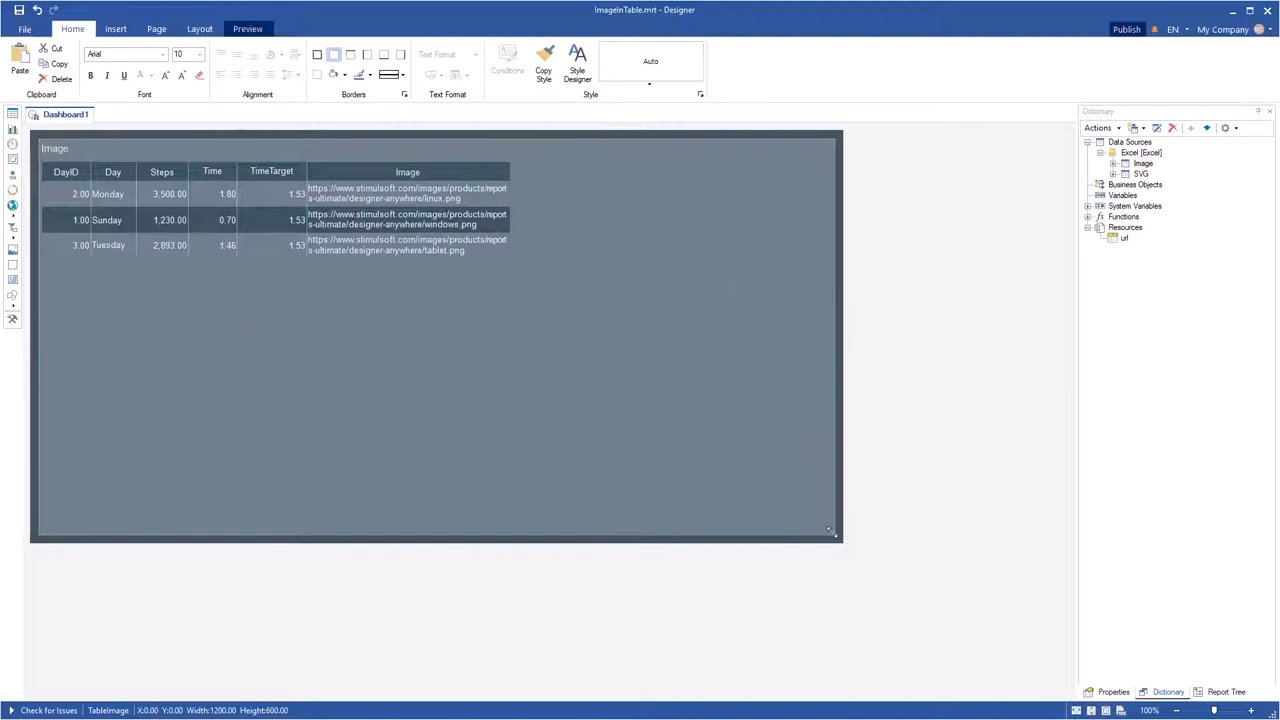 ImageInTable.mrt - Designer
File Home Insert Page Layout Preview Publish EN My Company
Paste Cut Copy Delete Clipboard
Arial 10 B I U A A A Font
Alignment
Borders
Text Format Text Format
Conditions Copy Style Style Designer Auto Style
Dashboard1
Image
DayID Day Steps Time TimeTarget Image
2.00 Monday 3,500.00 1.80 1.53 https://www.stimulsoft.com/images/products/report
s-ultimate/designer-anywhere/linux.png
1.00 Sunday 1,230.00 0.70 1.53 https://www.stimulsoft.com/images/products/report
s-ultimate/designer-anywhere/windows.png
3.00 Tuesday 2,893.00 1.46 1.53 https://www.stimulsoft.com/images/products/report
s-ultimate/designer-anywhere/tablet.png
Dictionary
Actions
Data Sources
Excel [Excel]
Image
SVG
Business Objects
Variables
System Variables
Functions
Resources
url
Properties Dictionary Report Tree
Check for Issues TableImage X:0.00 Y:0.00 Width:1200.00 Height:600.00 100%